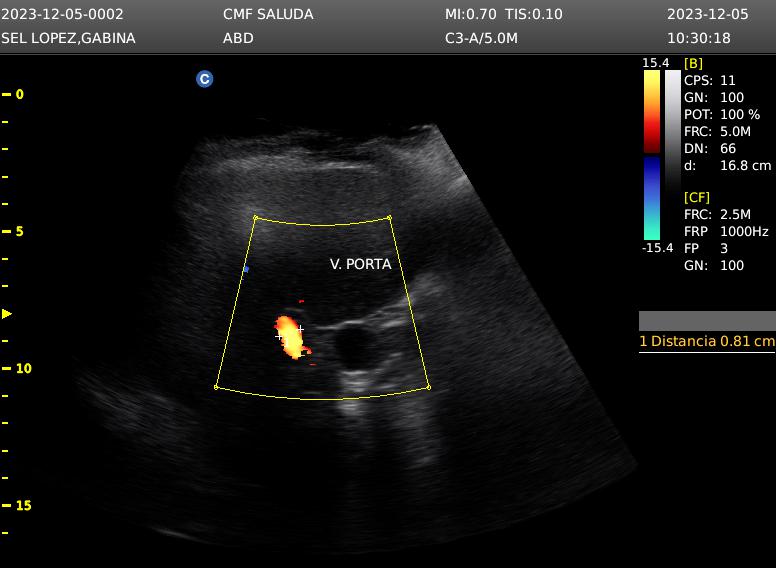 2023-12-05-0002 CMF SALUDA MI:0.70 TIS:0.10 2023-12-05
SEL LOPEZ,GABINA ABD C3-A/5.0M 10:30:18
C
15.4 [B]
CPS: 11
GN: 100
POT: 100 %
FRC: 5.0M
DN: 66
d: 16.8 cm
[CF]
FRC: 2.5M
FRP 1000Hz
FP 3
-15.4 GN: 100
0
5
10
15
V. PORTA
1 Distancia 0.81 cm